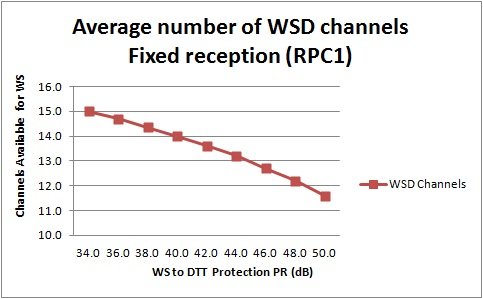 Average number of WSD channels
Fixed reception (RPC1)
Channels Available for WS
16.0
15.0
14.0
13.0
12.0
11.0
10.0
34.0 36.0 38.0 40.0 42.0 44.0 46.0 48.0 50.0
WS to DTT Protection PR (dB)
WSD Channels